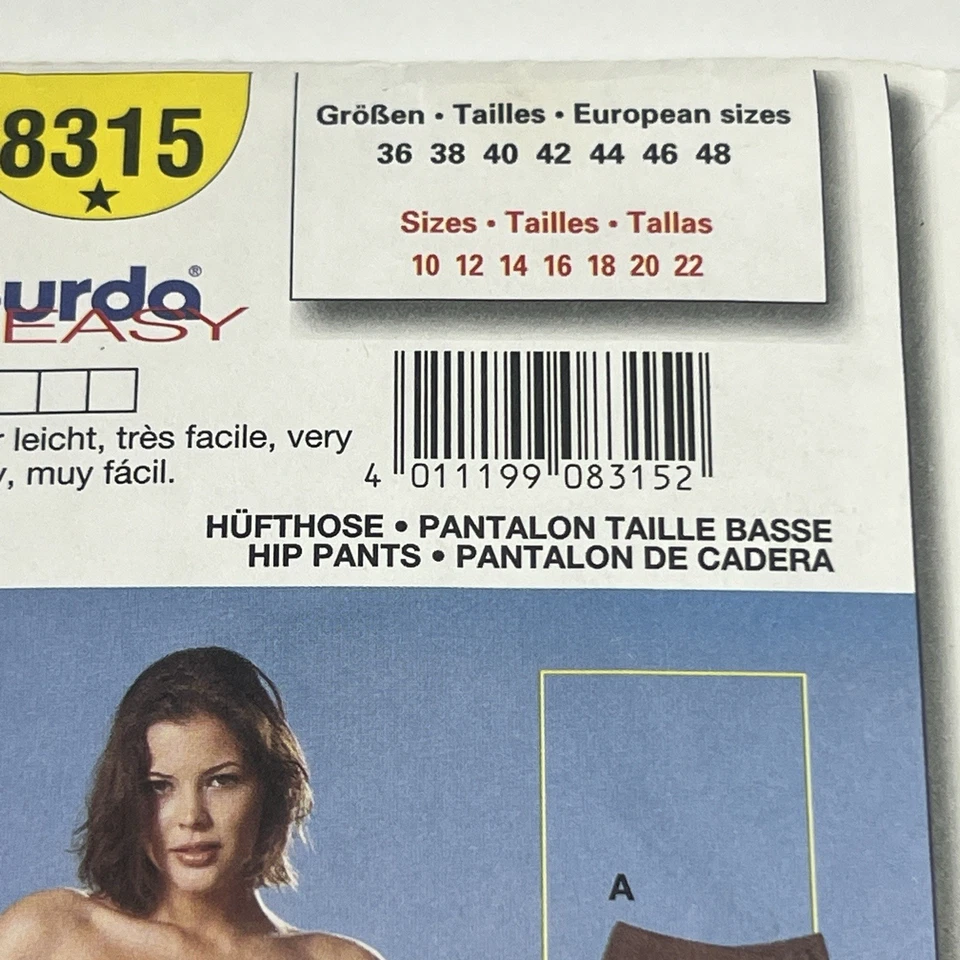 8315
Größen • Tailles • European sizes
36 38 40 42 44 46 48
Sizes • Tailles • Tallas
10 12 14 16 18 20 22
urda®
EASY
leicht, très facile, very
, muy fácil.
4 011199 083152
HÜFTHOSE • PANTALON TAILLE BASSE
HIP PANTS • PANTALON DE CADERA
A